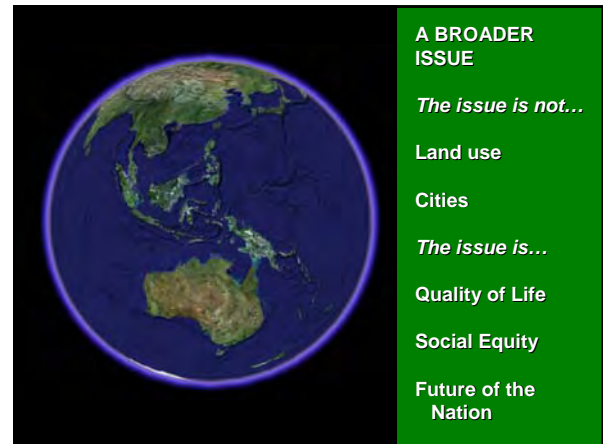 A BROADER
ISSUE
The issue is not…
Land use
Cities
The issue is…
Quality of Life
Social Equity
Future of the
Nation